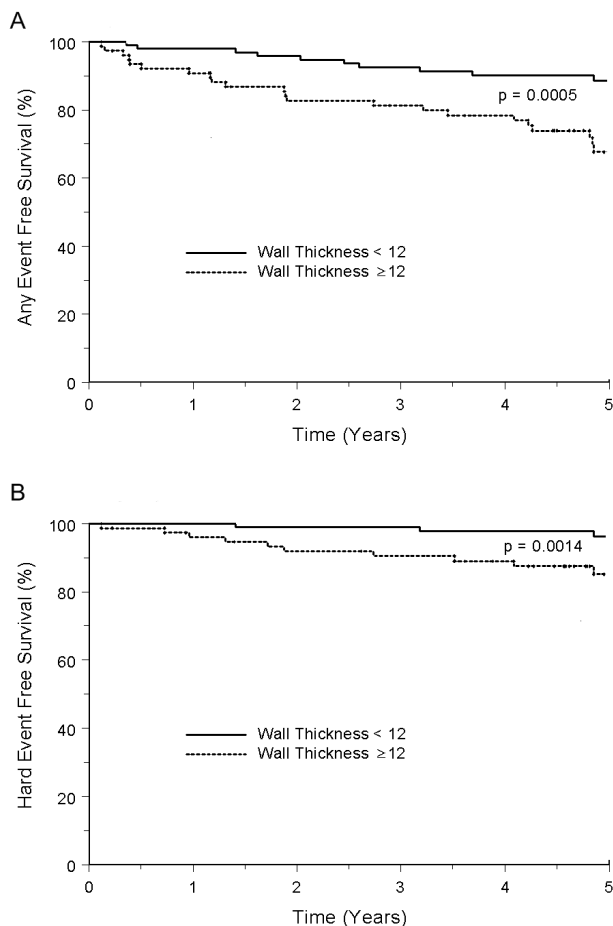 A
100
80
60
40
80
0
Any Event Free Survival (%)
p = 0.0005
Wall Thickness < 12
Wall Thickness ≥12
0 1 2 3 4 5
Time (Years)
B
100
80
60
40
80
0
Hard Event Free Survival (%)
p = 0.0014
Wall Thickness < 12
Wall Thickness ≥12
0 1 2 3 4 5
Time (Years)